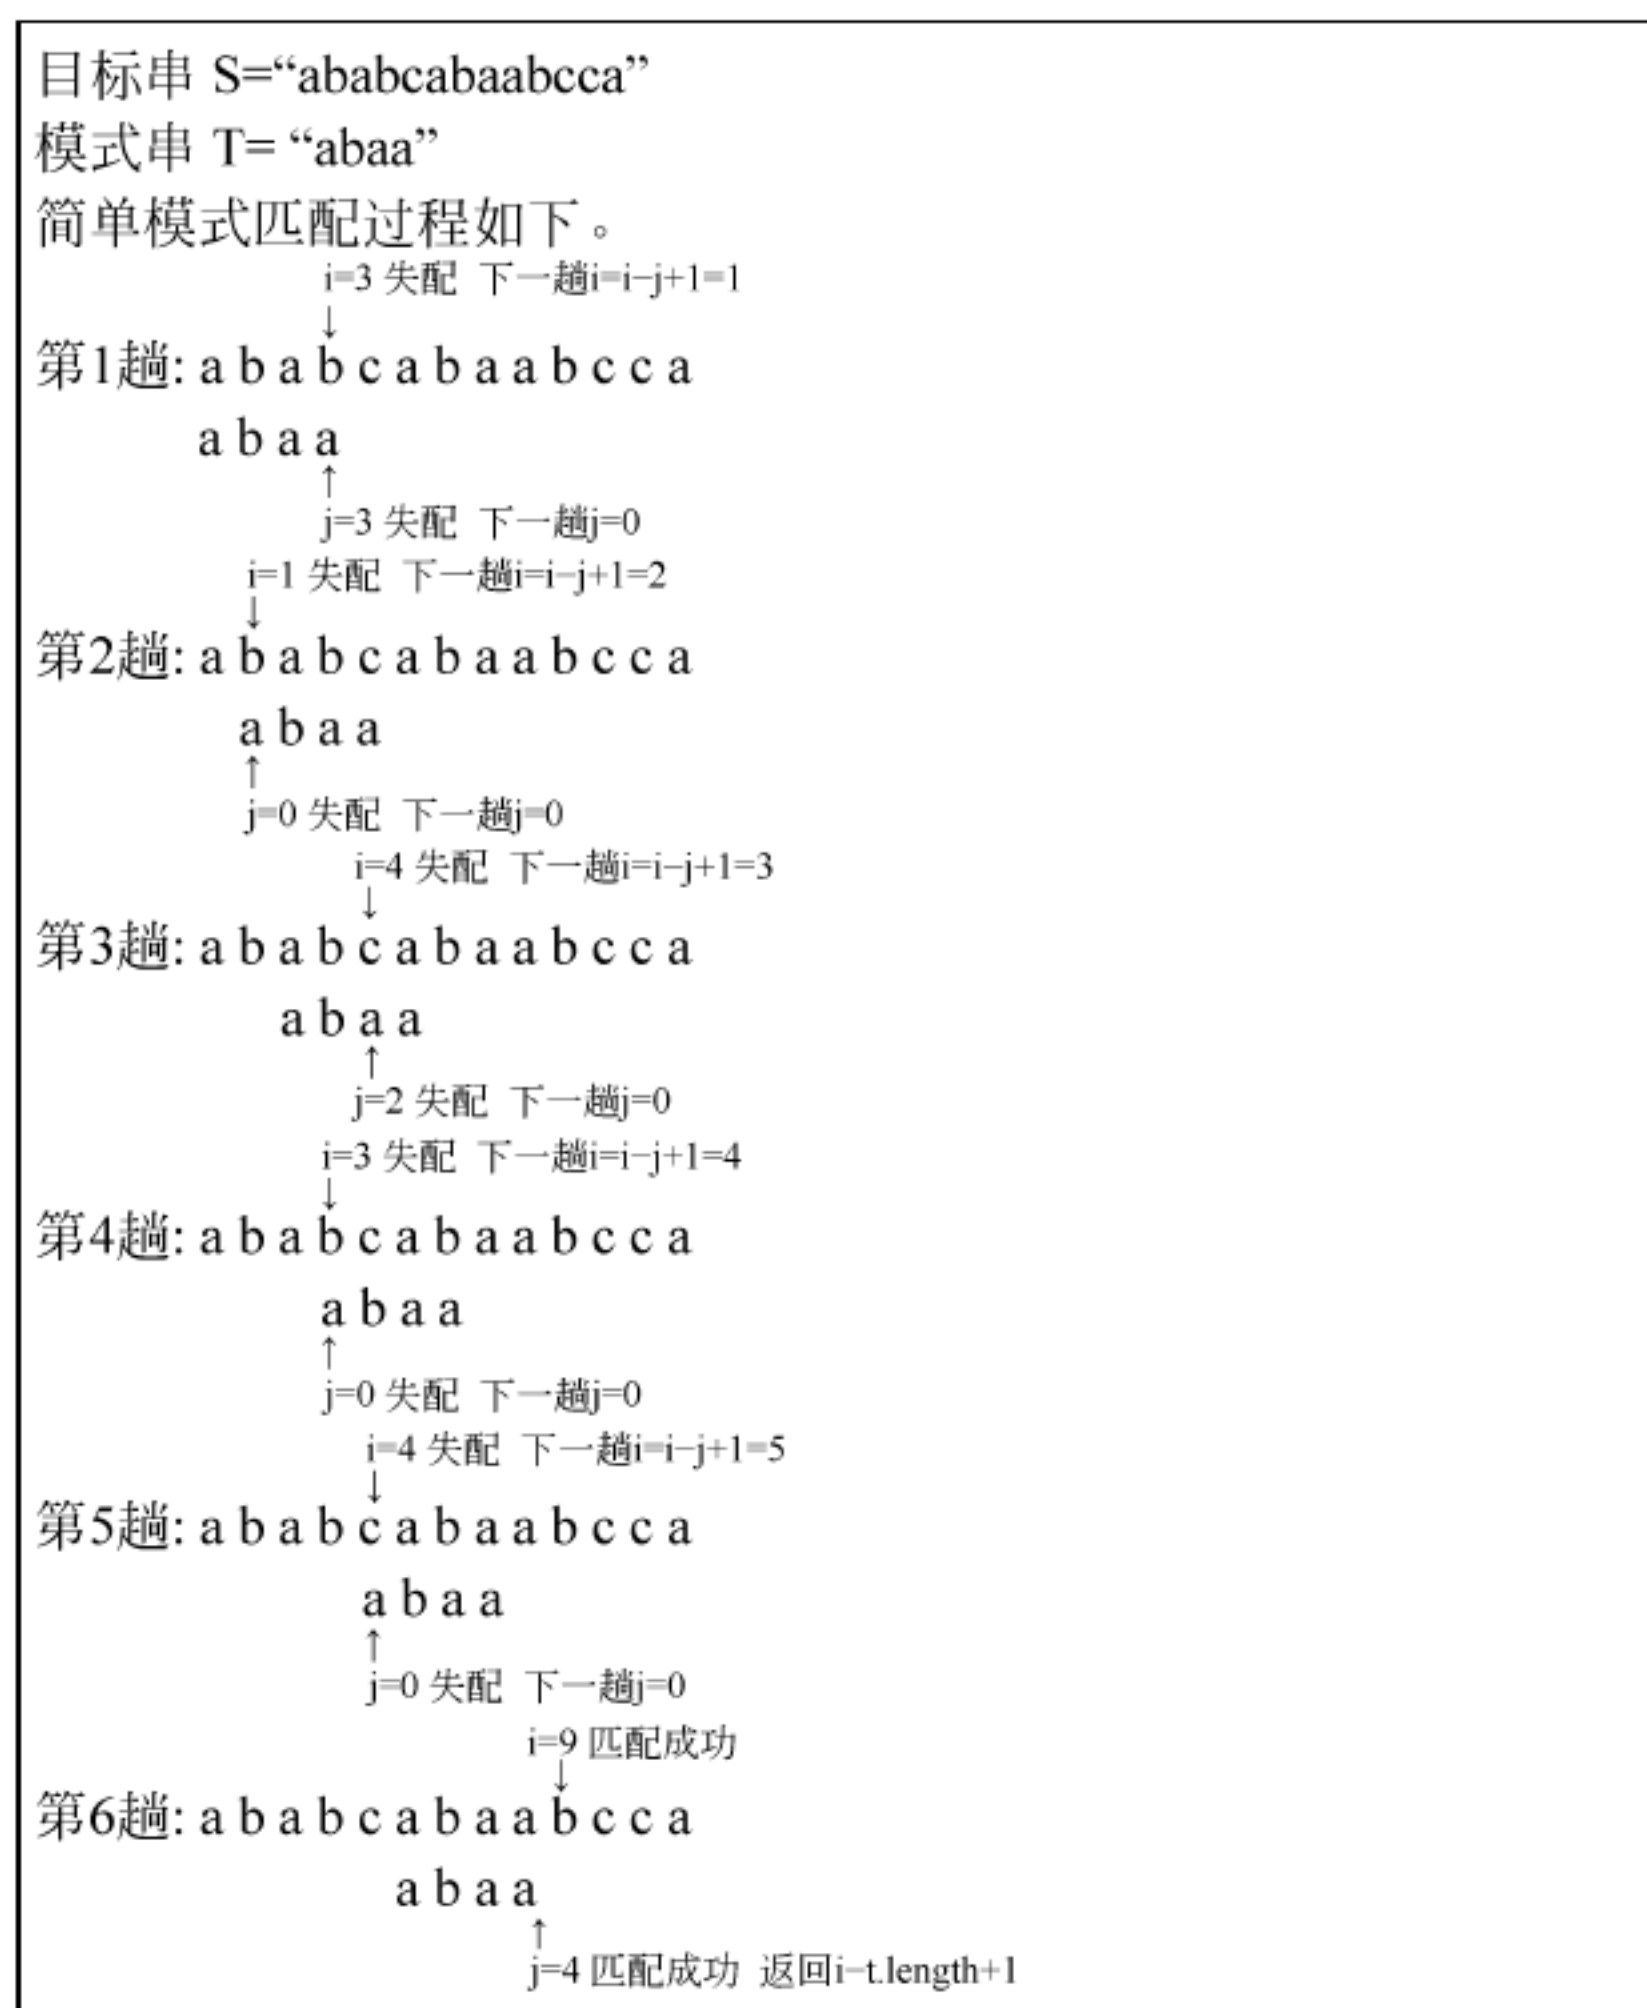 目标串 S=“ababcabaabcca”
模式串 T= “abaa”
简单模式匹配过程如下。
i=3 失配 下一趟i=i−j+1=1
↓
第1趟: a b a b c a b a a b c c a
a b a a
↑
j=3 失配 下一趟j=0
i=1 失配 下一趟i=i−j+1=2
↓
第2趟: a b a b c a b a a b c c a
a b a a
↑
j=0 失配 下一趟j=0
i=4 失配 下一趟i=i−j+1=3
↓
第3趟: a b a b c a b a a b c c a
a b a a
↑
j=2 失配 下一趟j=0
i=3 失配 下一趟i=i−j+1=4
↓
第4趟: a b a b c a b a a b c c a
a b a a
↑
j=0 失配 下一趟j=0
i=4 失配 下一趟i=i−j+1=5
↓
第5趟: a b a b c a b a a b c c a
a b a a
↑
j=0 失配 下一趟j=0
i=9 匹配成功
↓
第6趟: a b a b c a b a a b c c a
a b a a
↑
j=4 匹配成功 返回i−t.length+1